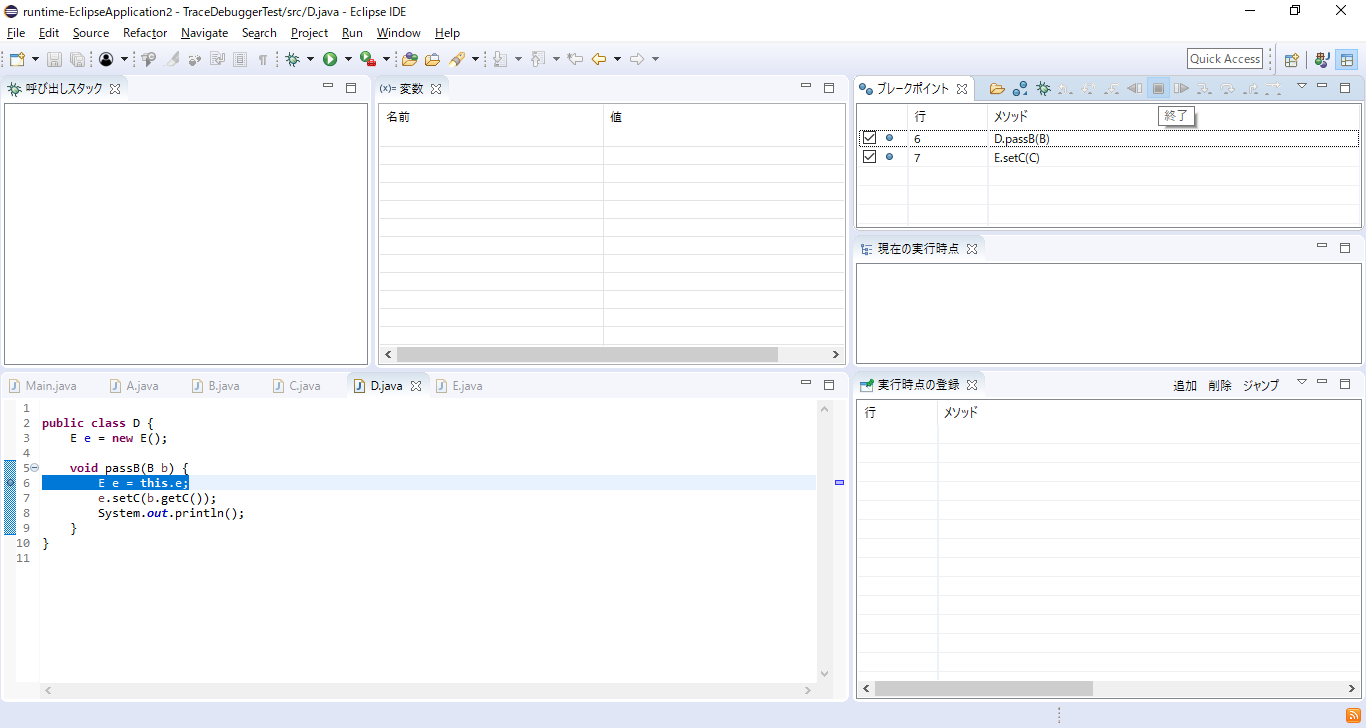 runtime-EclipseApplication2 - TraceDebuggerTest/src/D.java - Eclipse IDE
File Edit Source Refactor Navigate Search Project Run Window Help
Quick Access
呼び出しスタック
(x)= 変数
名前 値
ブレークポイント
行 メソッド
終了
6 D.passB(B)
7 E.setC(C)
現在の実行時点
Main.java A.java B.java C.java D.java E.java
1
2 public class D {
3 E e = new E();
4
5 void passB(B b) {
6 E e = this.e;
7 e.setC(b.getC());
8 System.out.println();
9 }
10 }
11
実行時点の登録 追加 削除 ジャンプ
行 メソッド